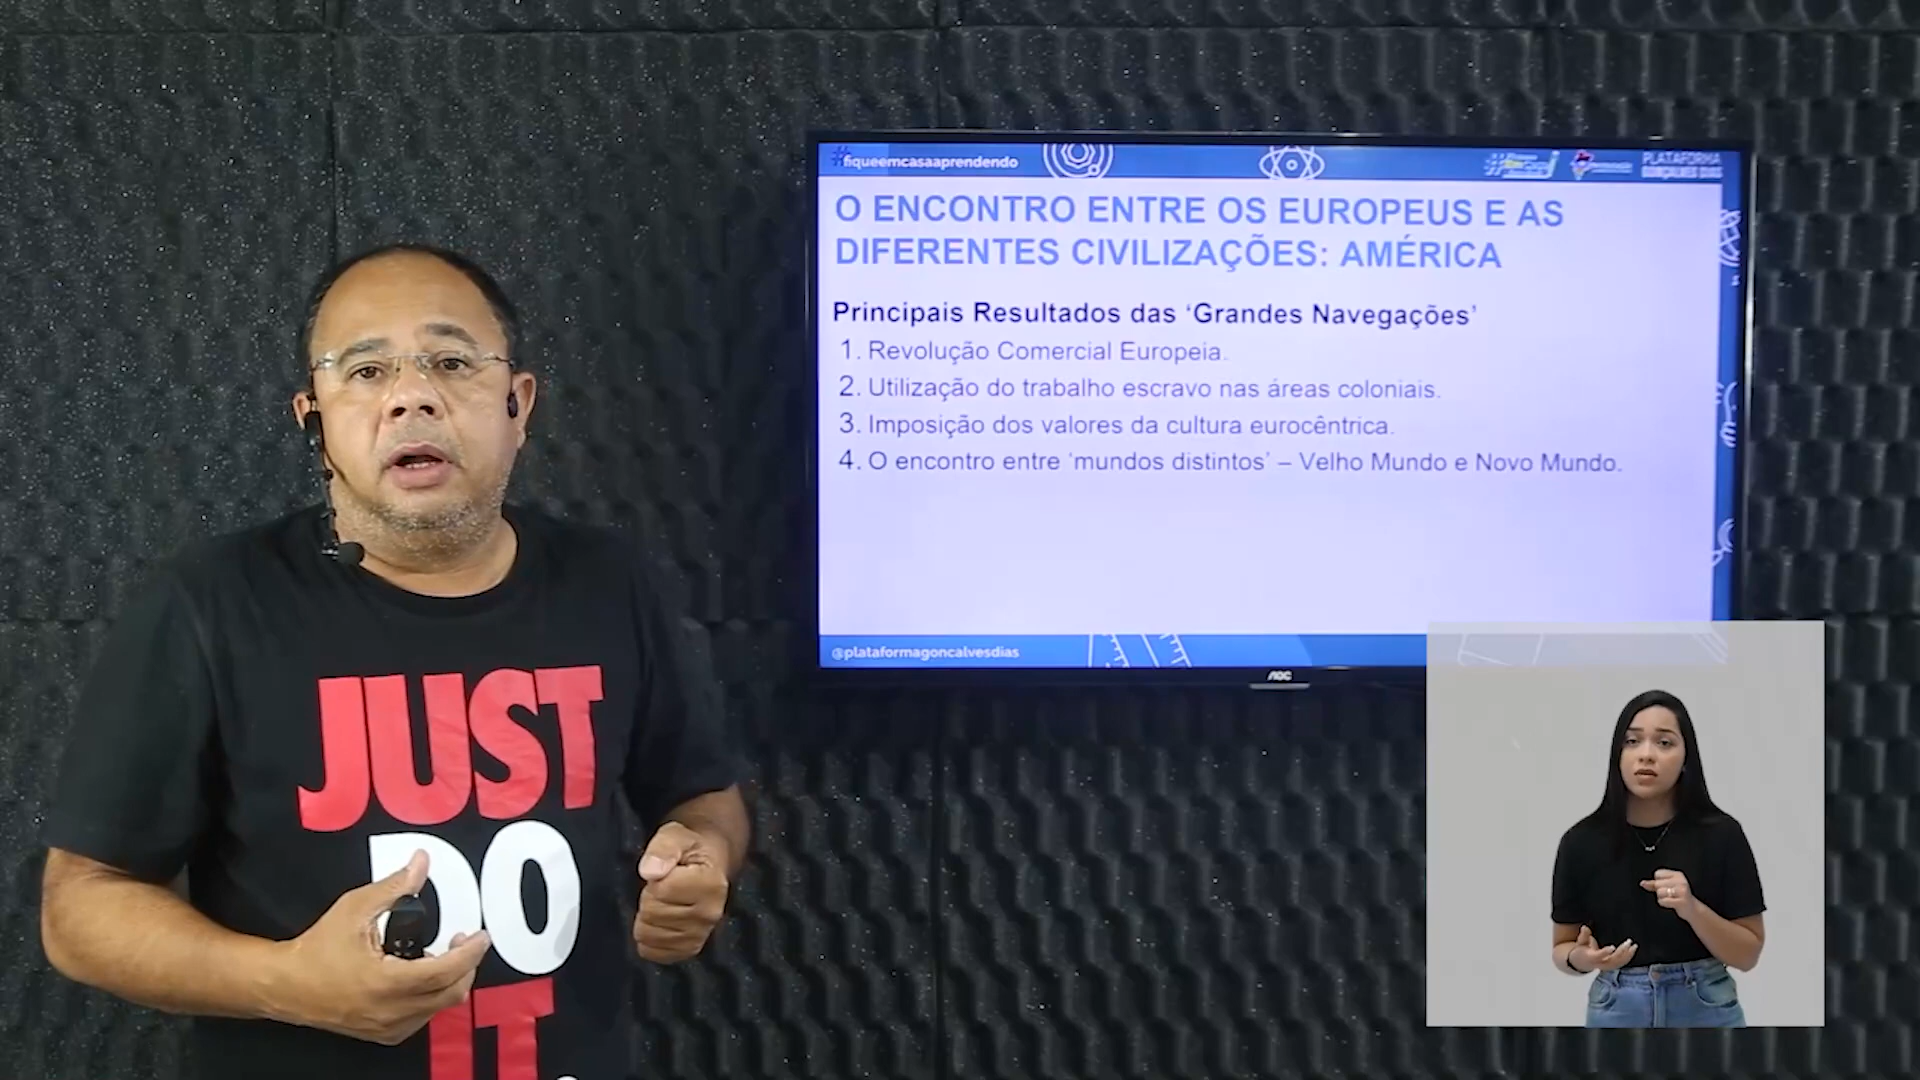 #fiqueemcasaaprendendo
PLATAFORMA
GONÇALVES DIAS
O ENCONTRO ENTRE OS EUROPEUS E AS
DIFERENTES CIVILIZAÇÕES: AMÉRICA
Principais Resultados das ‘Grandes Navegações’
1. Revolução Comercial Europeia.
2. Utilização do trabalho escravo nas áreas coloniais.
3. Imposição dos valores da cultura eurocêntrica.
4. O encontro entre ‘mundos distintos’ – Velho Mundo e Novo Mundo.
@plataformagoncalvesdias
AOC
JUST
DO
IT.